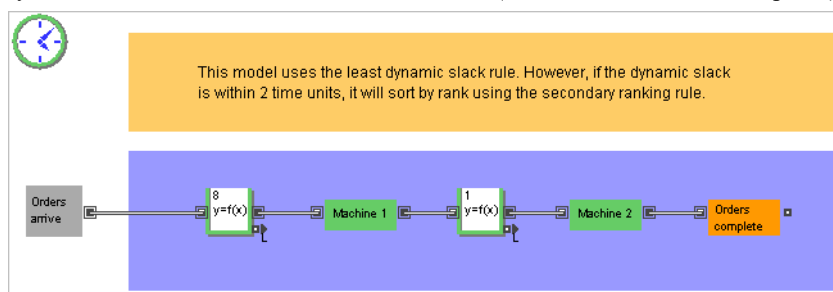 This model uses the least dynamic slack rule. However, if the dynamic slack
is within 2 time units, it will sort by rank using the secondary ranking rule.
Orders
arrive
8
y=f(x)
L
Machine 1
1
y=f(x)
L
Machine 2
Orders
complete